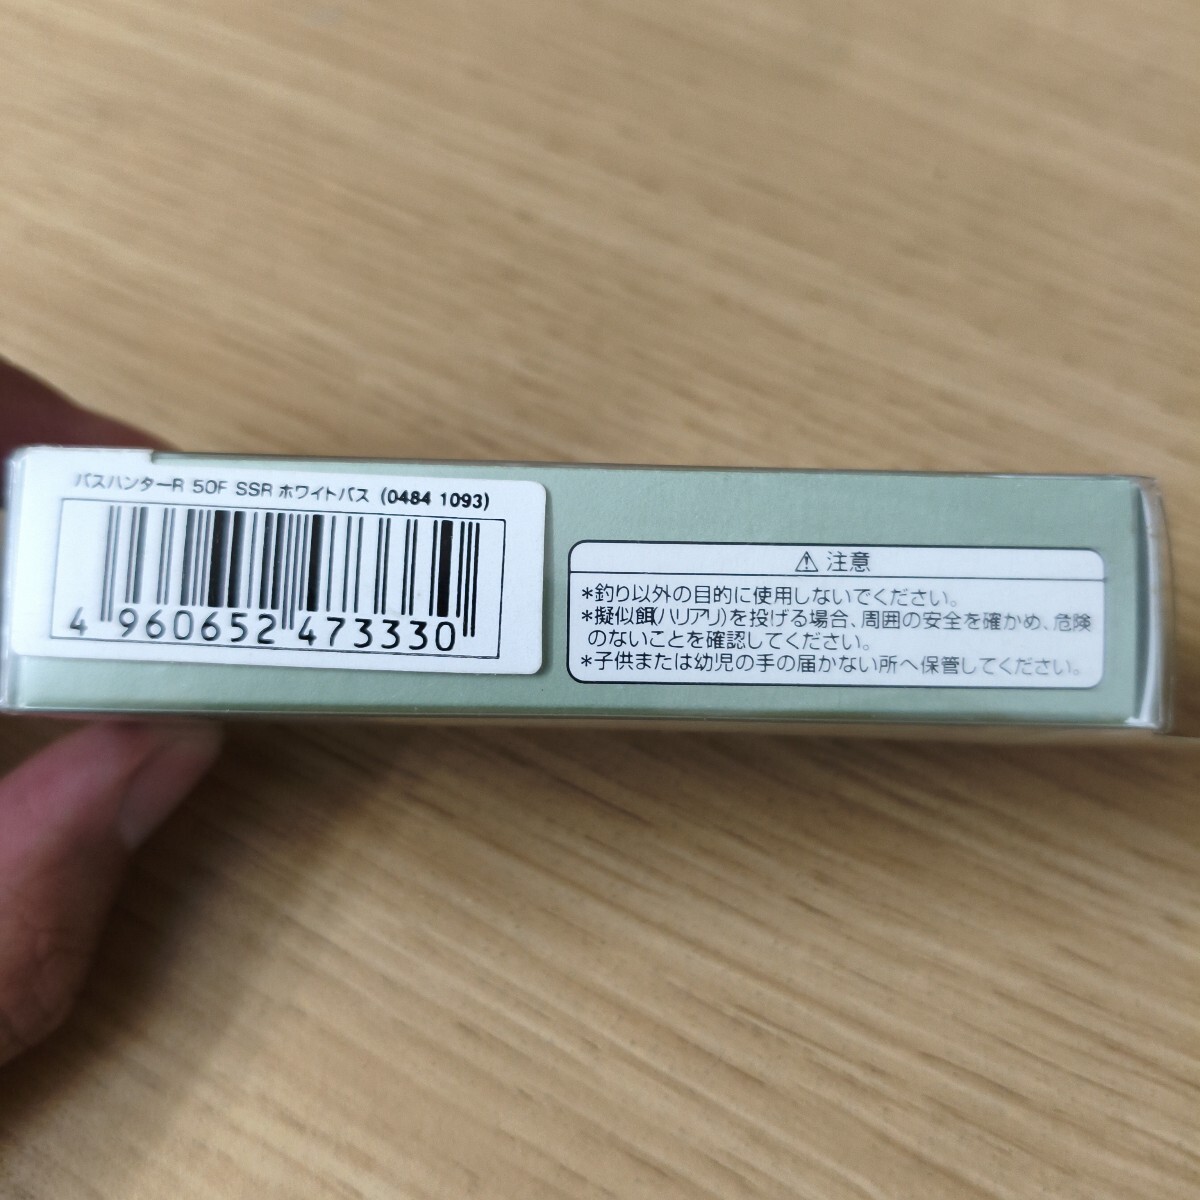 バスハンターR 50F SSR ホワイトバス (0484 1093)
4 960652 473330
⚠ 注意
*釣り以外の目的に使用しないでください。
*擬似餌(ハリアリ)を投げる場合、周囲の安全を確かめ、危険
のないことを確認してください。
*子供または幼児の手の届かない所へ保管してください。